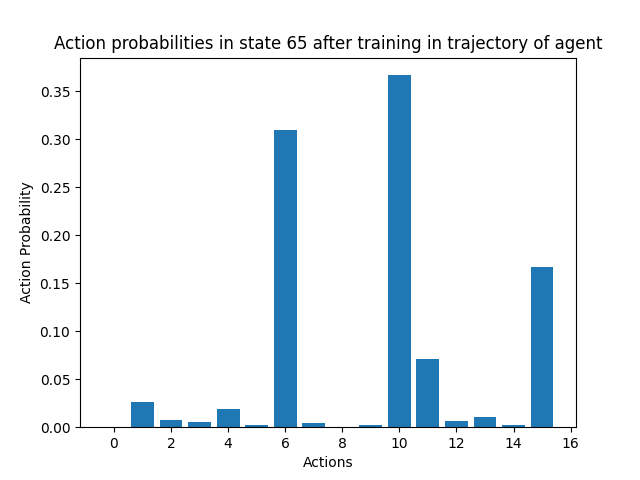 Action probabilities in state 65 after training in trajectory of agent
0.35
0.30
0.25
0.20
0.15
0.10
0.05
0.00
Action Probability
0 2 4 6 8 10 12 14 16
Actions